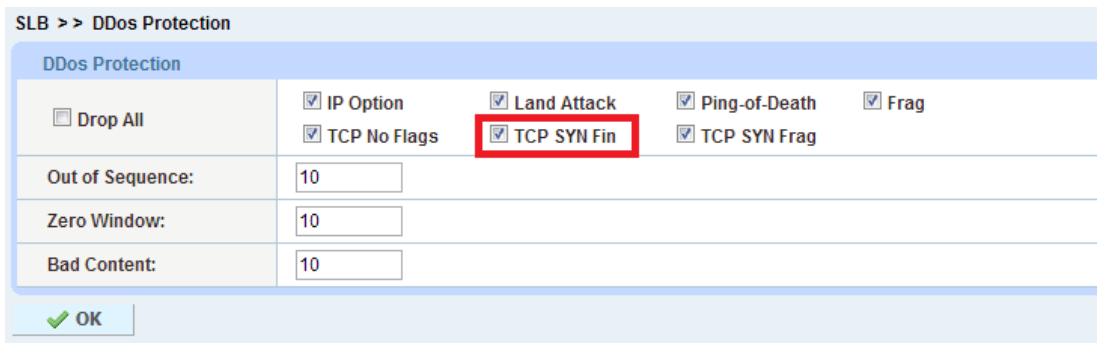 SLB >> DDos Protection
DDos Protection
Drop All
IP Option Land Attack Ping-of-Death Frag
TCP No Flags TCP SYN Fin TCP SYN Frag
Out of Sequence: 10
Zero Window: 10
Bad Content: 10
OK